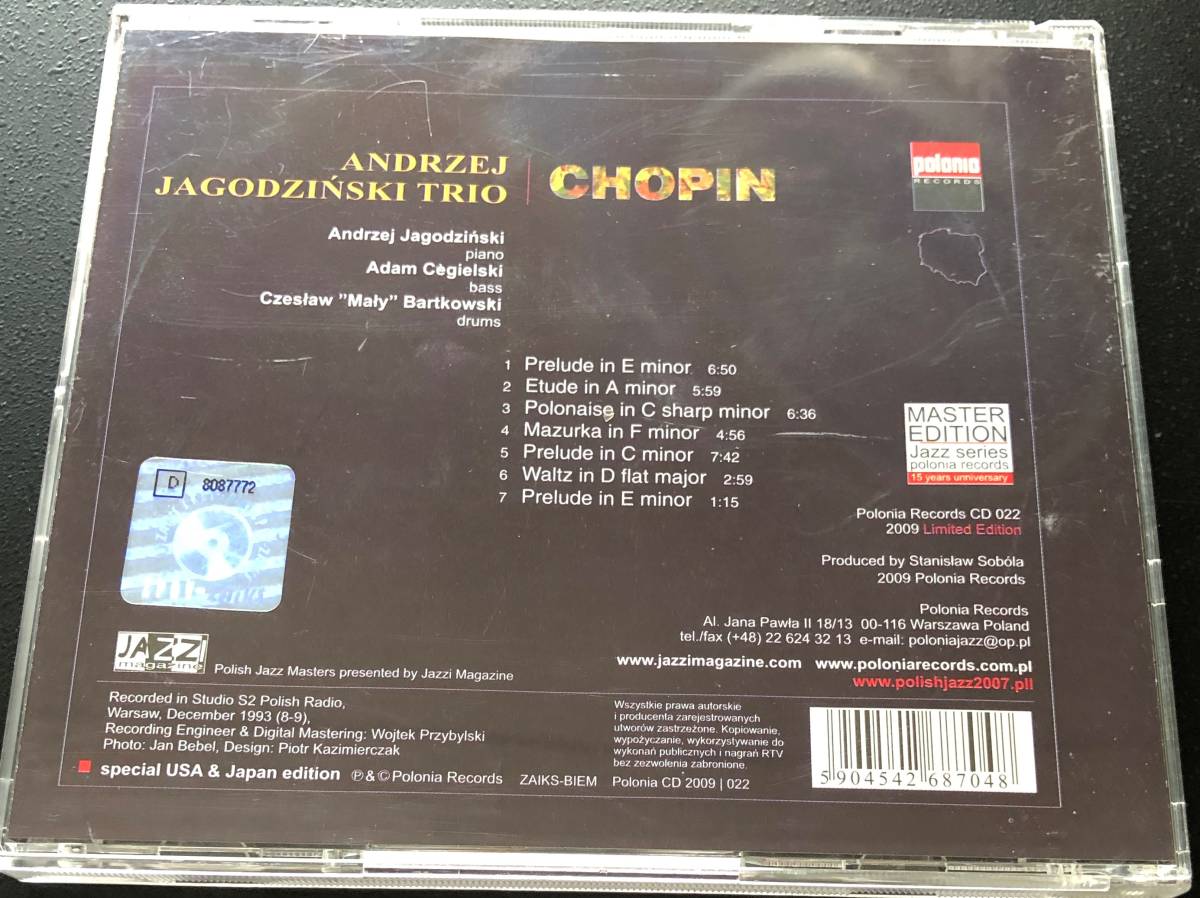 ANDRZEJ
JAGODZIŃSKI TRIO
CHOPIN
polonia
RECORDS
Andrzej Jagodziński
piano
Adam Cègielski
bass
Czesław ”Mały” Bartkowski
drums
1 Prelude in E minor 6:50
2 Etude in A minor 5:59
3 Polonaise in C sharp minor 6:36
4 Mazurka in F minor 4:56
5 Prelude in C minor 7:42
6 Waltz in D flat major 2:59
7 Prelude in E minor 1:15
MASTER
EDITION
Jazz series
polonia records
15 years unniversary
D 8087772
Polonia Records CD 022
2009 Limited Edition
Produced by Stanisław Sobóla
2009 Polonia Records
Polonia Records
Al. Jana Pawła II 18/13 00-116 Warszawa Poland
tel./fax (+48) 22 624 32 13 e-mail: poloniajazz@op.pl
www.jazzimagazine.com www.poloniarecords.com.pl
www.polishjazz2007.pll
JAZZI
magazine
Polish Jazz Masters presented by Jazzi Magazine
Recorded in Studio S2 Polish Radio,
Warsaw, December 1993 (8-9),
Recording Engineer & Digital Mastering: Wojtek Przybylski
Photo: Jan Bebel, Design: Piotr Kazimierczak
special USA & Japan edition ℗ & © Polonia Records ZAIKS-BIEM Polonia CD 2009 | 022
Wszystkie prawa autorskie
i producenta zarejestrowanych
utworów zastrzeżone. Kopiowanie,
wypożyczanie, wykorzystywanie do
wykonań publicznych i nagrań RTV
bez zezwolenia zabronione.
5 904542 687048